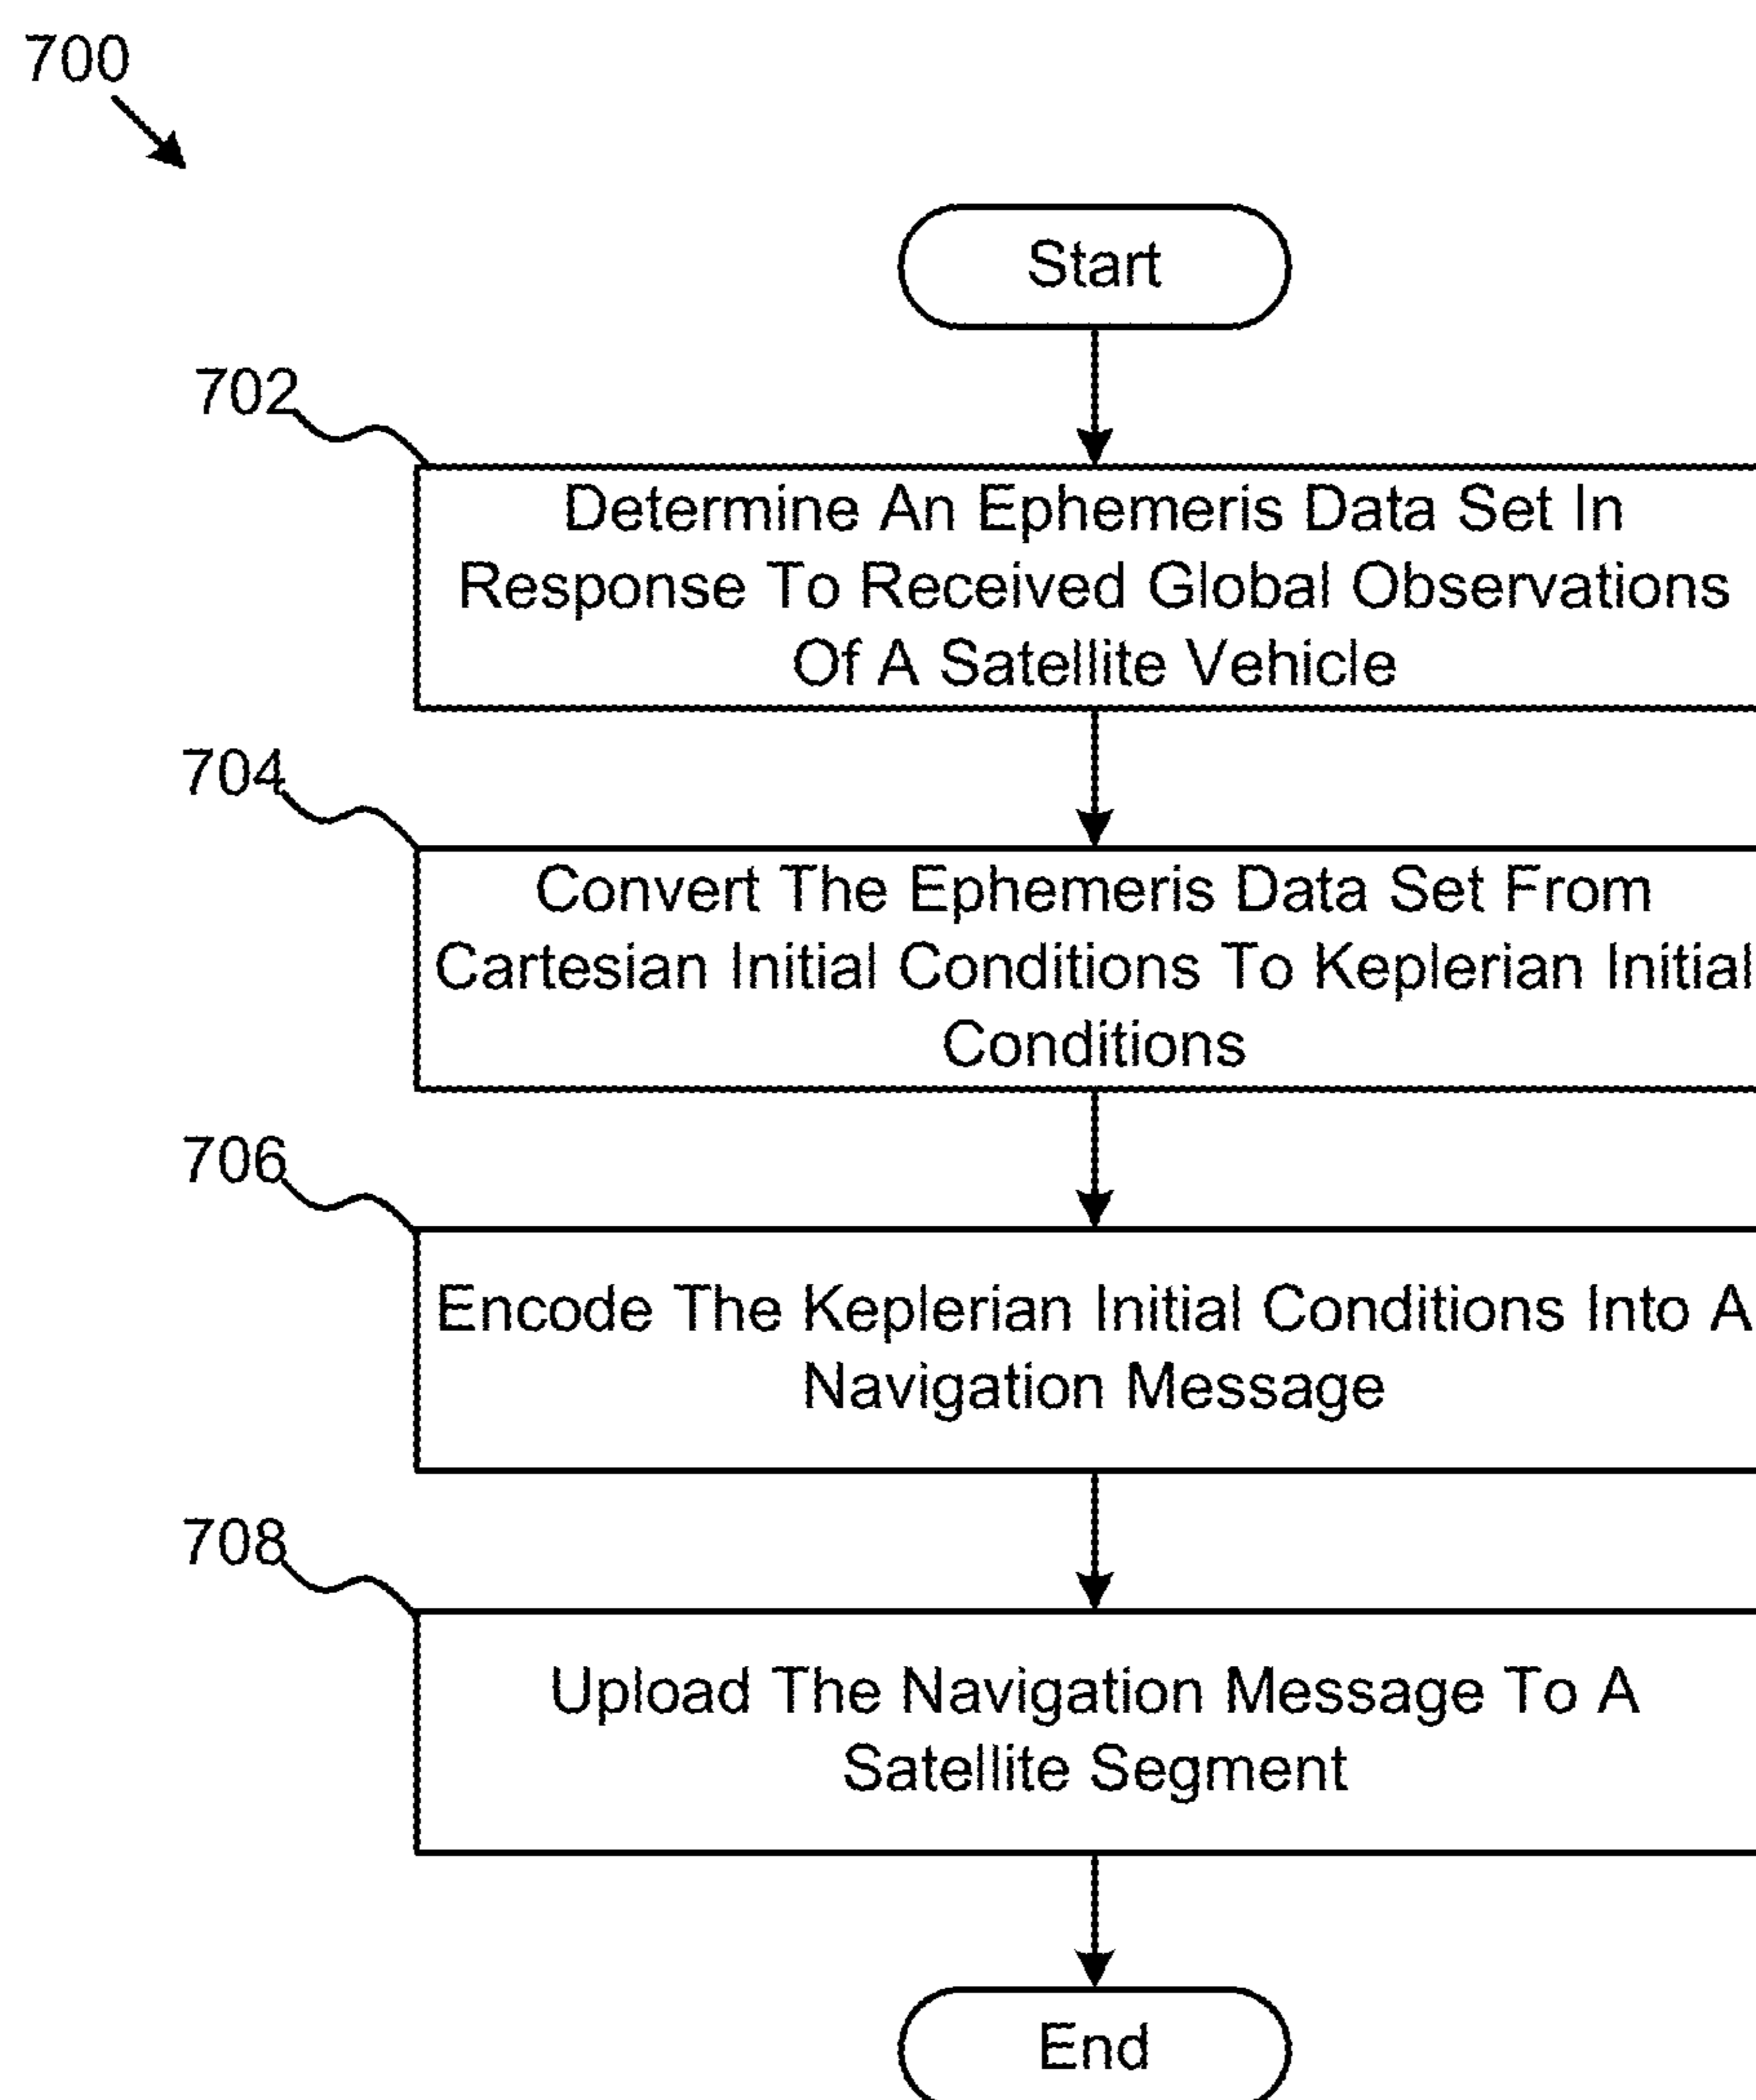 700
Start
702
Determine An Ephemeris Data Set In
Response To Received Global Observations
Of A Satellite Vehicle
704
Convert The Ephemeris Data Set From
Cartesian Initial Conditions To Keplerian Initial
Conditions
706
Encode The Keplerian Initial Conditions Into A
Navigation Message
708
Upload The Navigation Message To A
Satellite Segment
End